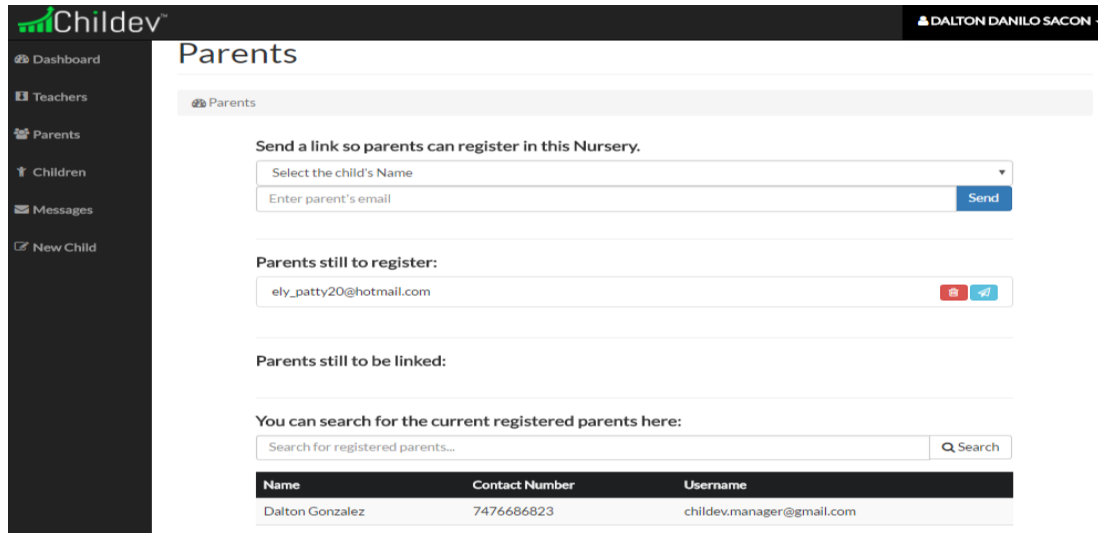 Childev™
DALTON DANILO SACON
Dashboard
Teachers
Parents
Children
Messages
New Child
Parents
Parents
Send a link so parents can register in this Nursery.
Select the child's Name
Enter parent's email
Send
Parents still to register:
ely_patty20@hotmail.com
Parents still to be linked:
You can search for the current registered parents here:
Search for registered parents...
Search
Name Contact Number Username
Dalton Gonzalez 7476686823 childev.manager@gmail.com